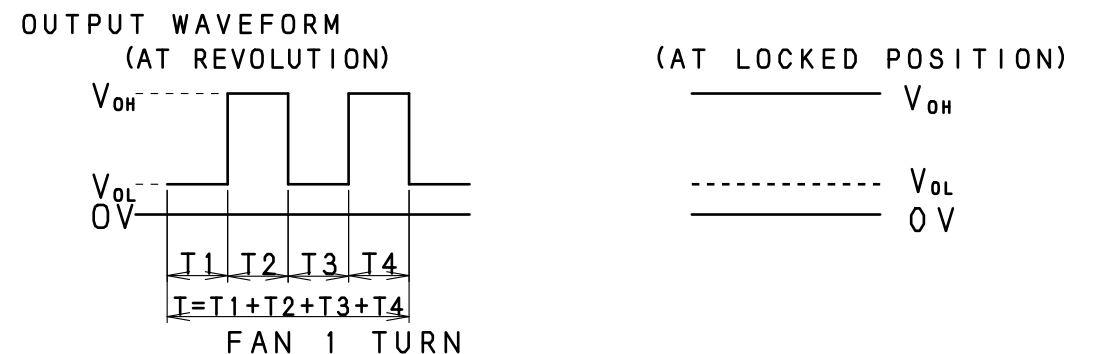 OUTPUT WAVEFORM
(AT REVOLUTION)
VOH
VOL
0V
T1 T2 T3 T4
T=T1+T2+T3+T4
FAN 1 TURN
(AT LOCKED POSITION)
VOH
VOL
0V